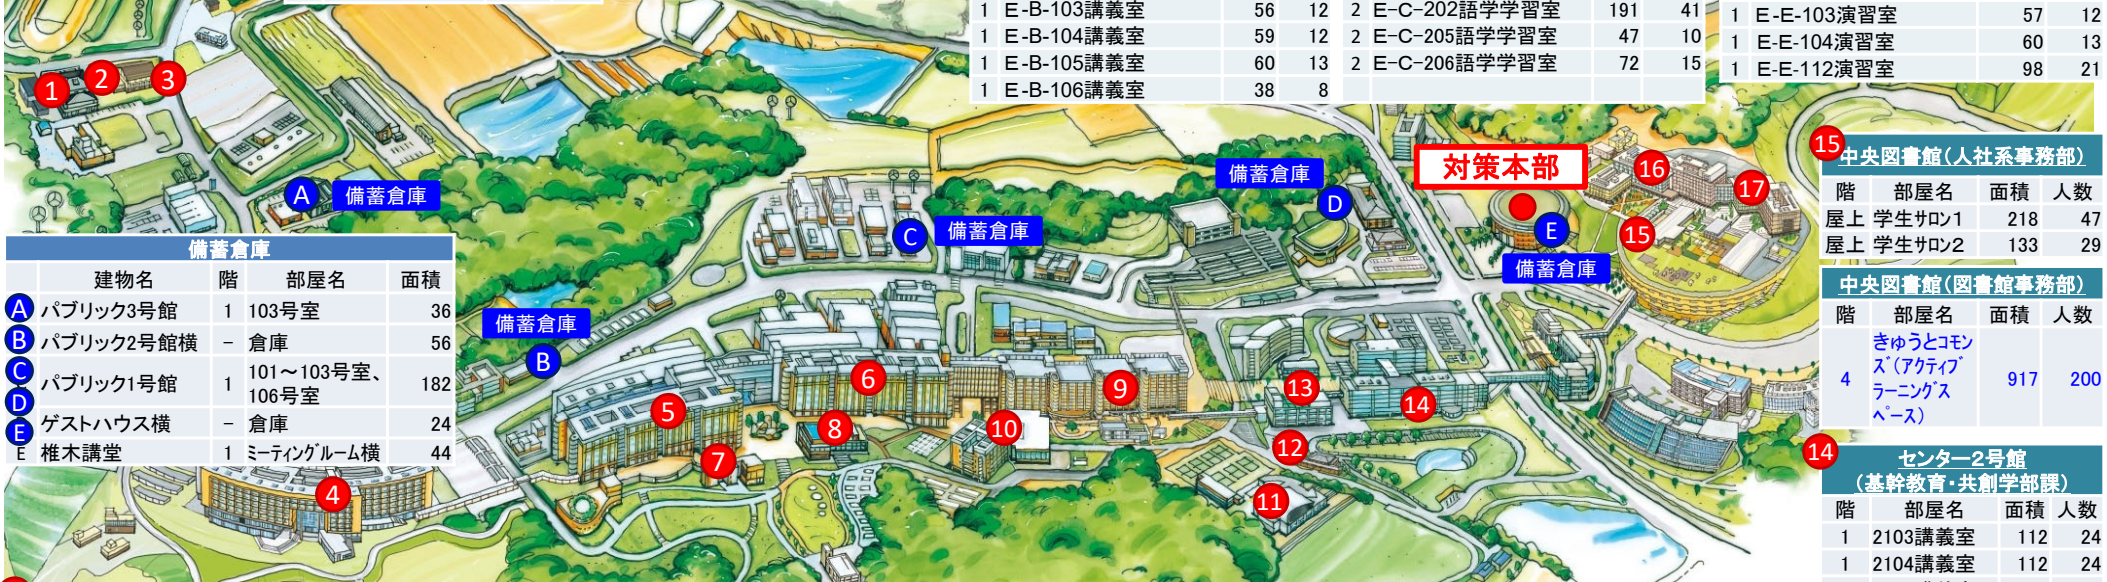 1 E-B-103講義室 56 12 2 E-C-202語学学習室 191 41
1 E-B-104講義室 59 12 2 E-C-205語学学習室 47 10
1 E-B-105講義室 60 13 2 E-C-206語学学習室 72 15
1 E-B-106講義室 38 8
1 E-E-103演習室 57 12
1 E-E-104演習室 60 13
1 E-E-112演習室 98 21
1
2
3
A 備蓄倉庫
備蓄倉庫
D
対策本部
E
備蓄倉庫
16
17
15
C 備蓄倉庫
備蓄倉庫
B
備蓄倉庫
建物名 階 部屋名 面積
A パブリック3号館 1 103号室 36
B パブリック2号館横 - 倉庫 56
C パブリック1号館 1 101～103号室、106号室 182
D ゲストハウス横 - 倉庫 24
E 椎木講堂 1 ミーティングルーム横 44
E
4
5
6
7
8
9
10
11
12
13
14
15 中央図書館(人社系事務部)
階 部屋名 面積 人数
屋上 学生サロン1 218 47
屋上 学生サロン2 133 29
中央図書館(図書館事務部)
階 部屋名 面積 人数
4 きゅうとコモンズ(アクティブラーニングスペース) 917 200
14 センター2号館
(基幹教育・共創学部課)
階 部屋名 面積 人数
1 2103講義室 112 24
1 2104講義室 112 24